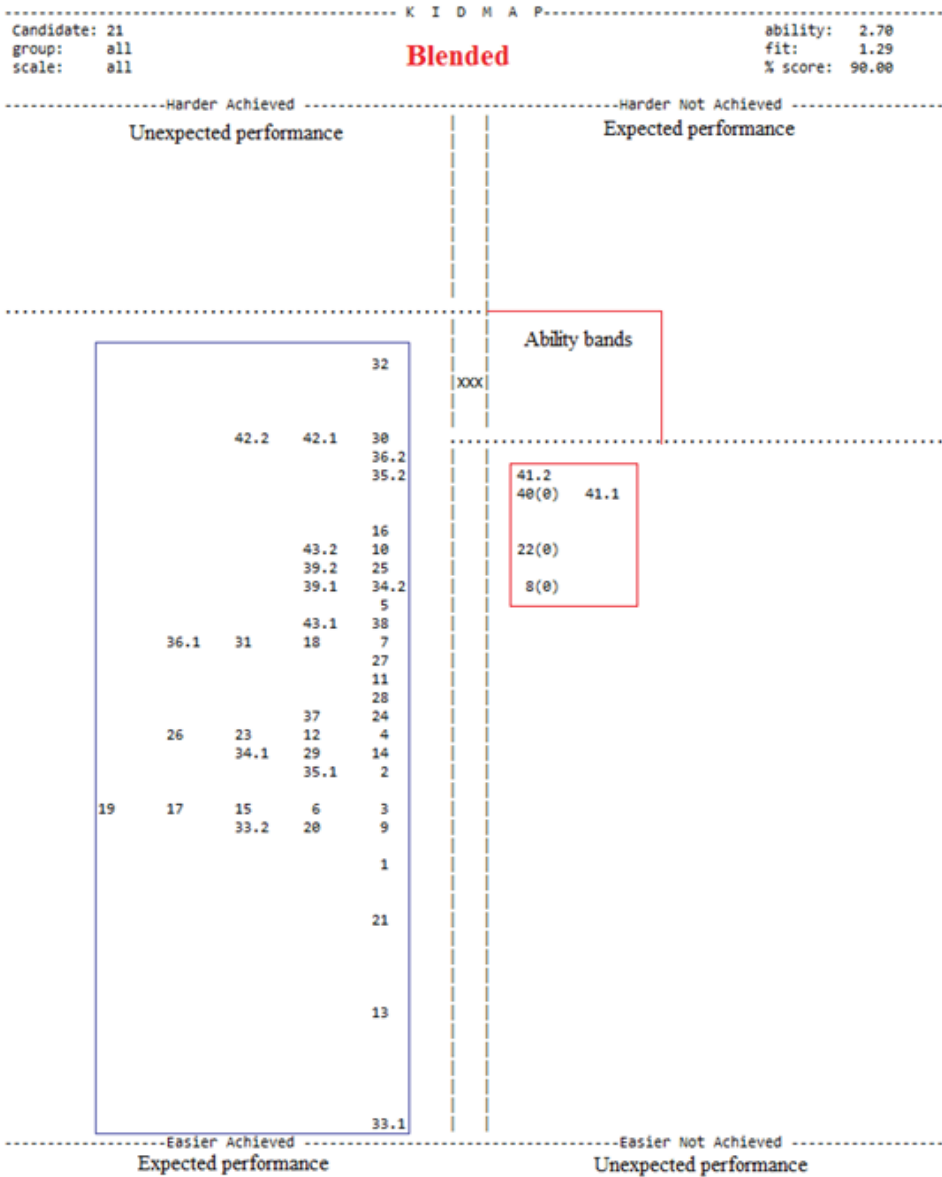 ---------------------------------------------- K I D M A P----------------------------------------------
Candidate: 21 ability: 2.70
group: all Blended fit: 1.29
scale: all % score: 90.00
-------------------Harder Achieved --------------------------------------Harder Not Achieved ------------------
Unexpected performance Expected performance
Ability bands
32
XXX
42.2 42.1 30
36.2
35.2 41.2
40(0) 41.1
16
43.2 10 22(0)
39.2 25
39.1 34.2 8(0)
5
43.1 38
36.1 31 18 7
27
11
28
37 24
26 23 12 4
34.1 29 14
35.1 2
19 17 15 6 3
33.2 20 9
1
21
13
33.1
-------------------Easier Achieved --------------------------------------Easier Not Achieved ------------------
Expected performance Unexpected performance